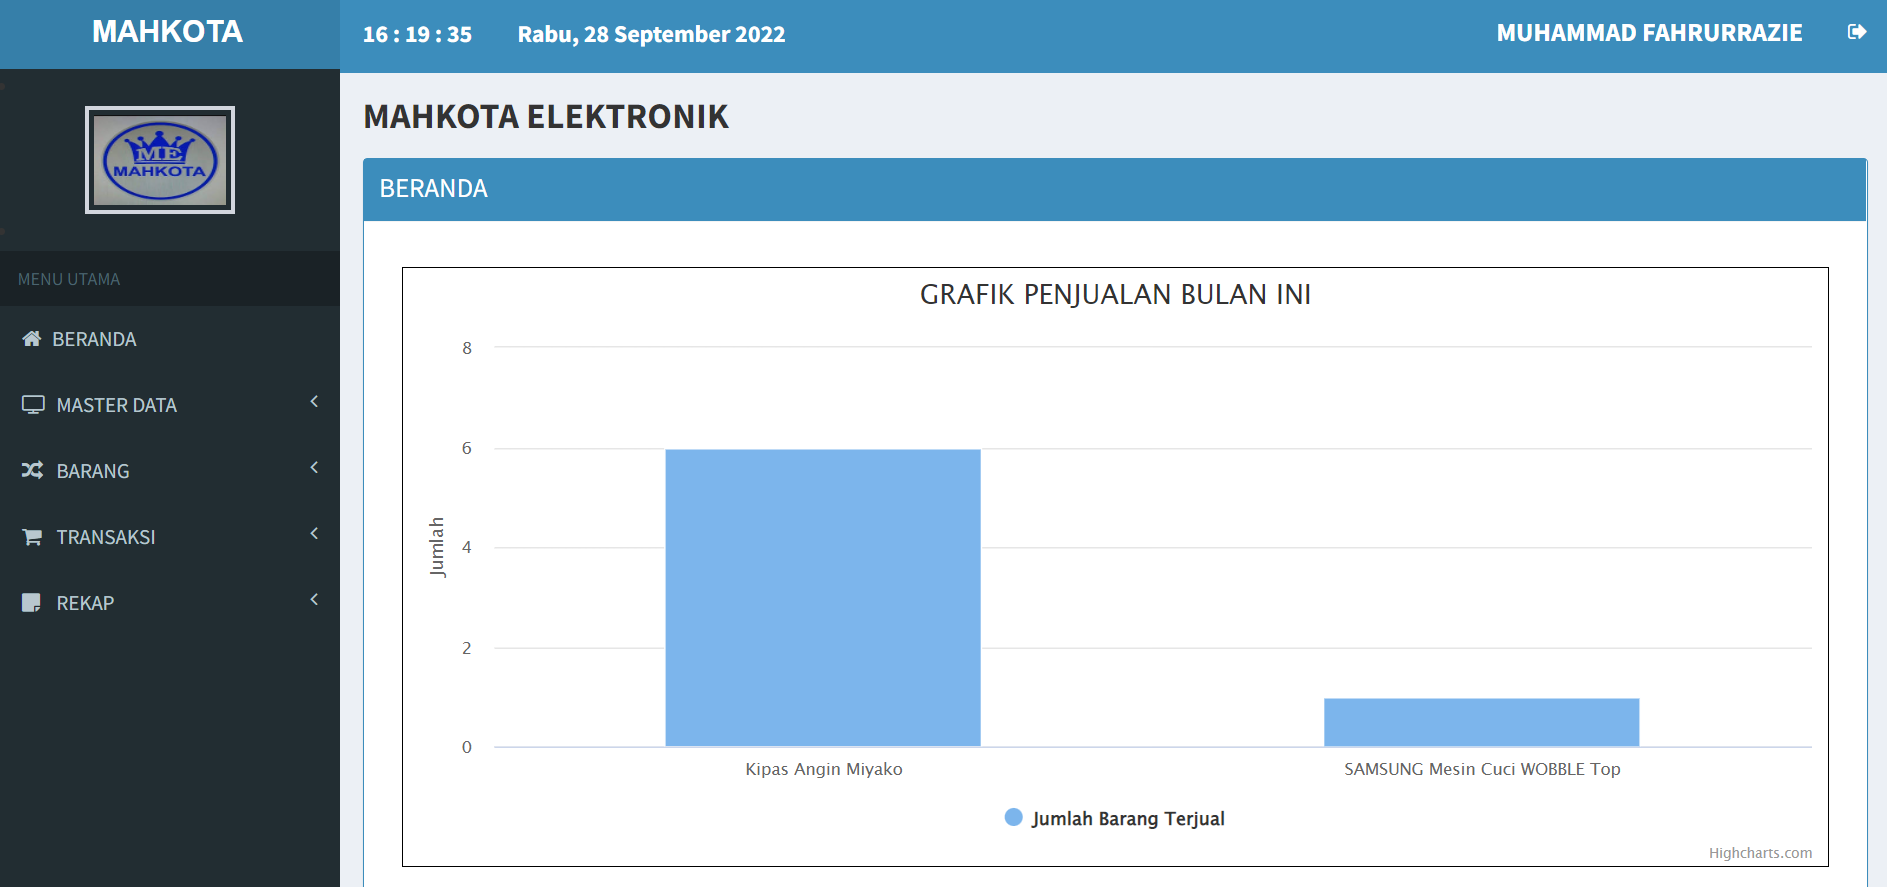 MAHKOTA
16 : 19 : 35 Rabu, 28 September 2022 MUHAMMAD FAHRURRAZIE
ME
MAHKOTA
MENU UTAMA
BERANDA
MASTER DATA
BARANG
TRANSAKSI
REKAP
MAHKOTA ELEKTRONIK
BERANDA
GRAFIK PENJUALAN BULAN INI
Jumlah
8
6
4
2
0
Kipas Angin Miyako SAMSUNG Mesin Cuci WOBBLE Top
Jumlah Barang Terjual
Highcharts.com